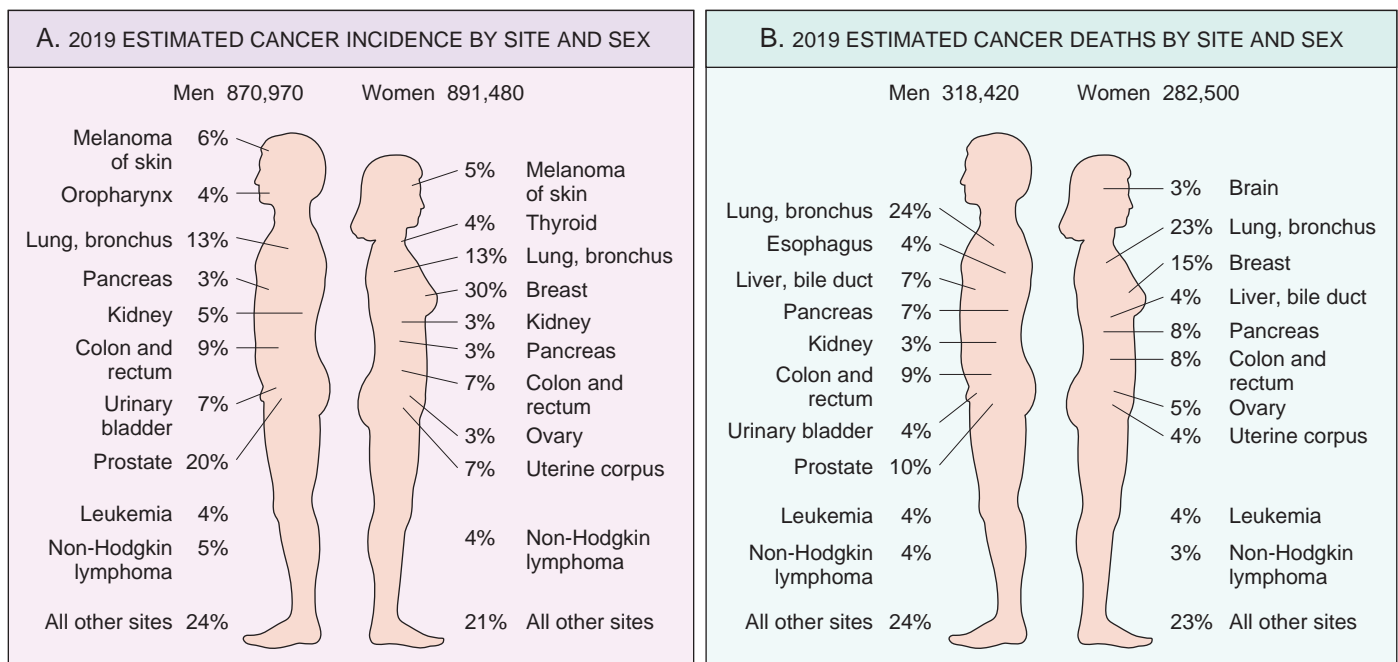 A. 2019 ESTIMATED CANCER INCIDENCE BY SITE AND SEX
Men 870,970 Women 891,480
Melanoma 6%
of skin
Oropharynx 4%
Lung, bronchus 13%
Pancreas 3%
Kidney 5%
Colon and 9%
rectum
Urinary 7%
bladder
Prostate 20%
Leukemia 4%
Non-Hodgkin 5%
lymphoma
All other sites 24%
5% Melanoma
of skin
4% Thyroid
13% Lung, bronchus
30% Breast
3% Kidney
3% Pancreas
7% Colon and
rectum
3% Ovary
7% Uterine corpus
4% Non-Hodgkin
lymphoma
21% All other sites
B. 2019 ESTIMATED CANCER DEATHS BY SITE AND SEX
Men 318,420 Women 282,500
Lung, bronchus 24%
Esophagus 4%
Liver, bile duct 7%
Pancreas 7%
Kidney 3%
Colon and 9%
rectum
Urinary bladder 4%
Prostate 10%
Leukemia 4%
Non-Hodgkin 4%
lymphoma
All other sites 24%
3% Brain
23% Lung, bronchus
15% Breast
4% Liver, bile duct
8% Pancreas
8% Colon and
rectum
5% Ovary
4% Uterine corpus
4% Leukemia
3% Non-Hodgkin
lymphoma
23% All other sites